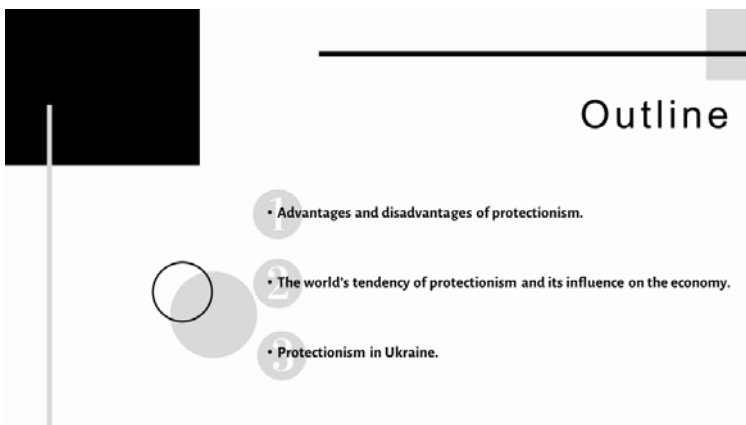 Outline
1 • Advantages and disadvantages of protectionism.
2 • The world's tendency of protectionism and its influence on the economy.
3 • Protectionism in Ukraine.